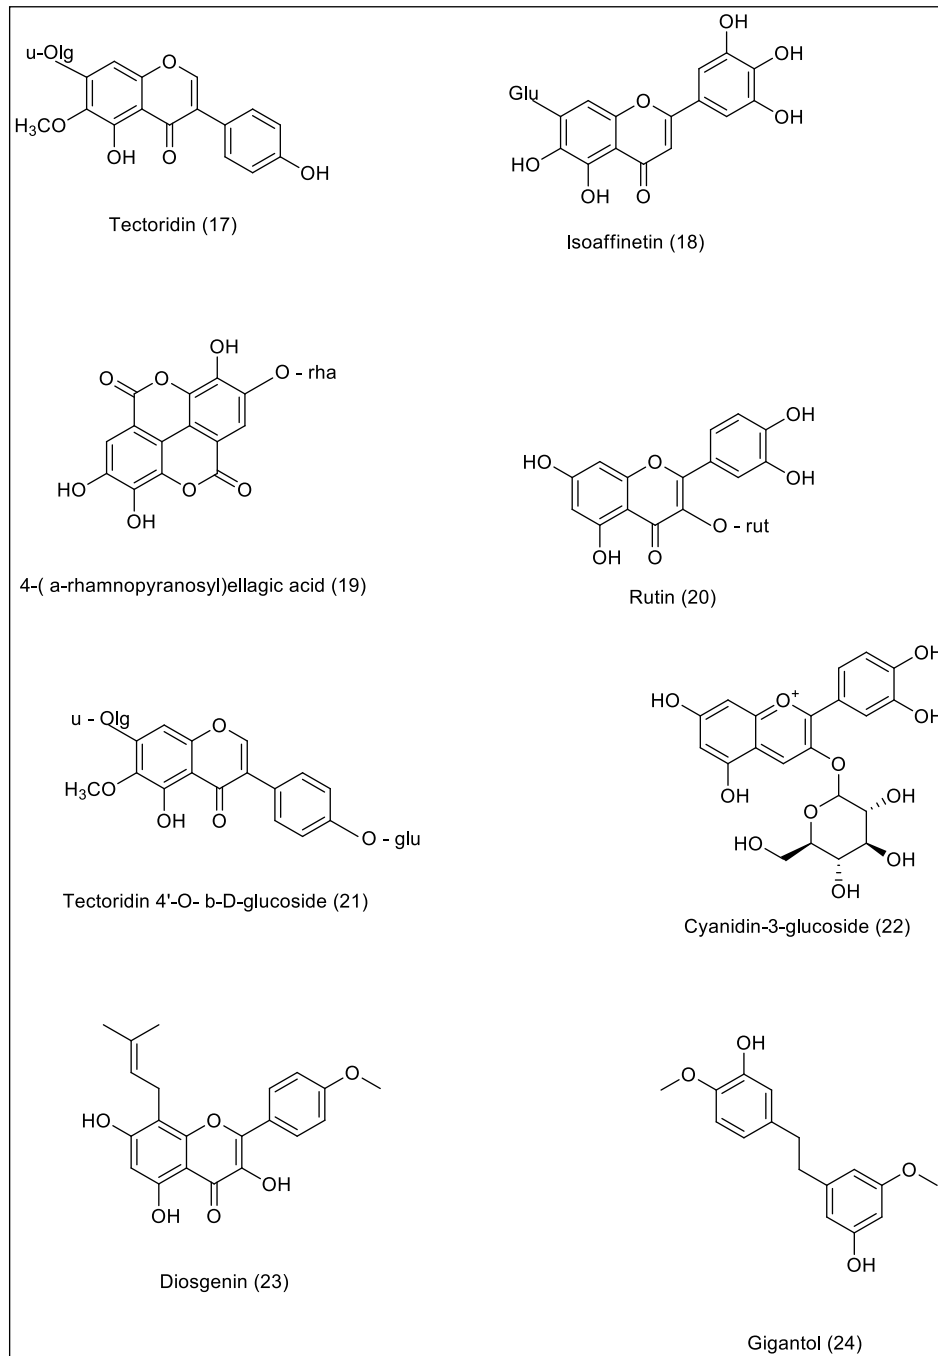 u-Olg
O
H₃CO
OH
O
OH
Tectoridin (17)
OH
OH
OH
Glu
O
HO
OH
O
Isoaffinetin (18)
OH
O - rha
O
O
HO
OH
O
O
4-( a-rhamnopyranosyl)ellagic acid (19)
OH
OH
HO
O
O - rut
OH
O
Rutin (20)
u - Olg
O
H₃CO
OH
O
O - glu
Tectoridin 4'-O- b-D-glucoside (21)
OH
OH
HO
O⁺
O
OH
O
OH
HO
OH
OH
Cyanidin-3-glucoside (22)
O
HO
O
OH
OH
O
Diosgenin (23)
OH
O
O
OH
Gigantol (24)